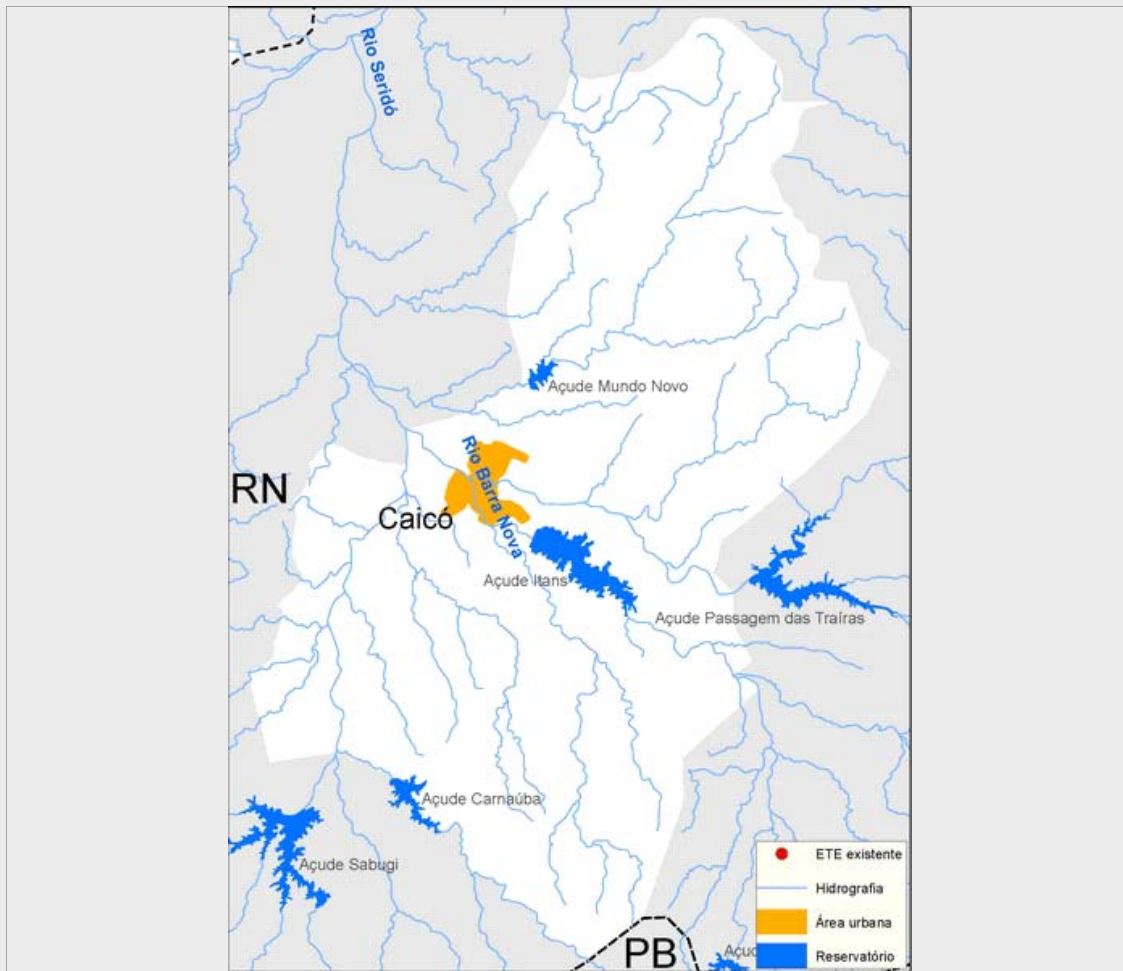 Rio Seridó
Açude Mundo Novo
RN
Rio Barra Nova
Caicó
Açude Itans
Açude Passagem das Traíras
Açude Carnaúba
Açude Sabugi
ETE existente
Hidrografia
Área urbana
Reservatório
PB
Açud